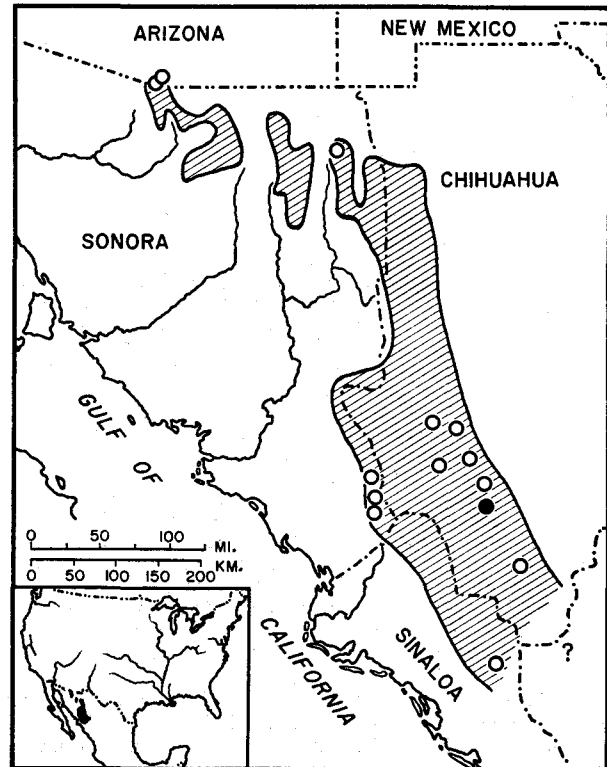 ARIZONA
NEW MEXICO
CHIHUAHUA
SONORA
GULF OF
0 50 100
MI.
0 50 100 150 200
KM.
CALIFORNIA
SINALOA
?